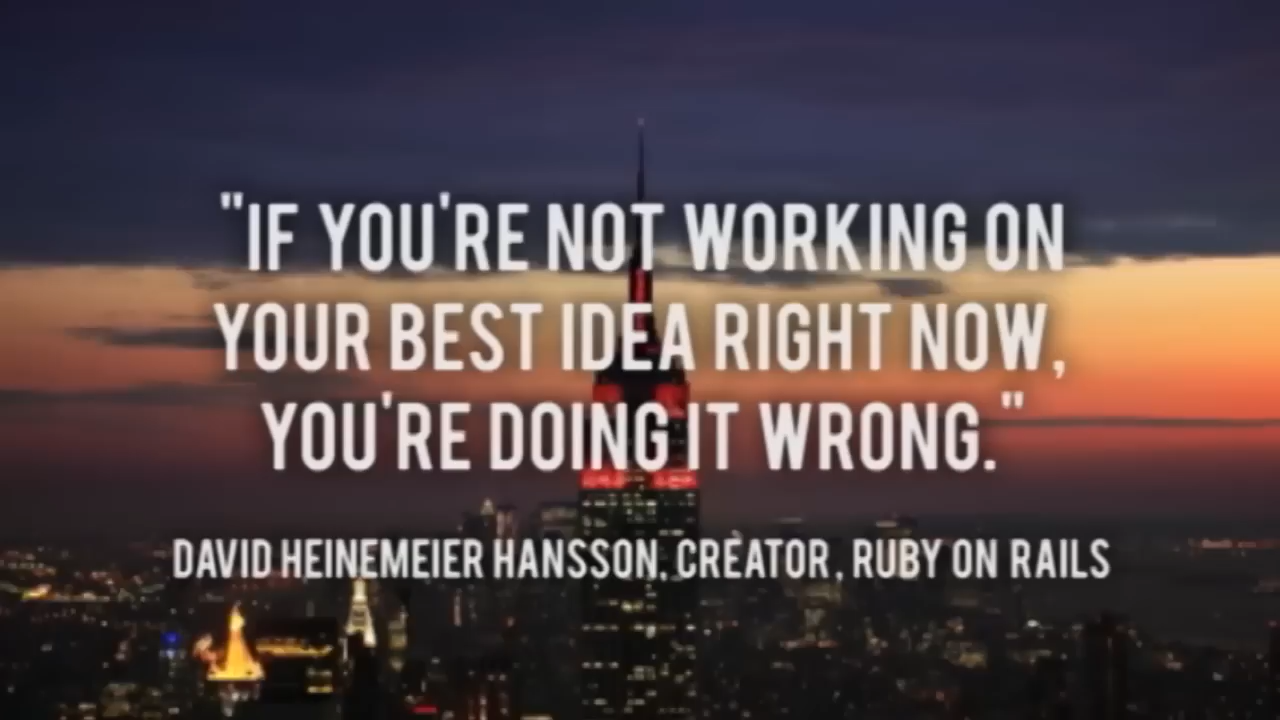 "IF YOU'RE NOT WORKING ON
YOUR BEST IDEA RIGHT NOW,
YOU'RE DOING IT WRONG."
DAVID HEINEMEIER HANSSON, CREATOR, RUBY ON RAILS